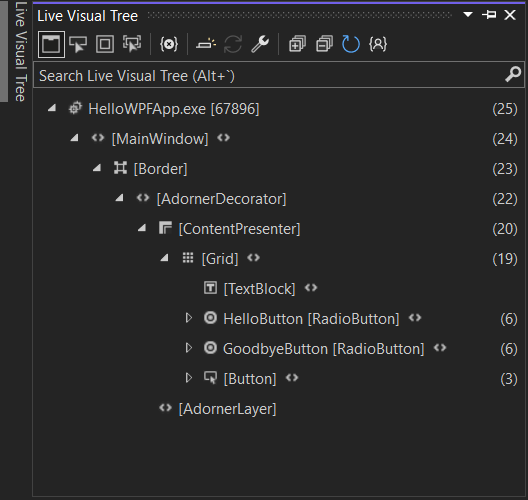 Live Visual Tree
Live Visual Tree
Search Live Visual Tree (Alt+`)
HelloWPFApp.exe [67896] (25)
[MainWindow] (24)
[Border] (23)
[AdornerDecorator] (22)
[ContentPresenter] (20)
[Grid] (19)
[TextBlock]
HelloButton [RadioButton] (6)
GoodbyeButton [RadioButton] (6)
[Button] (3)
[AdornerLayer]